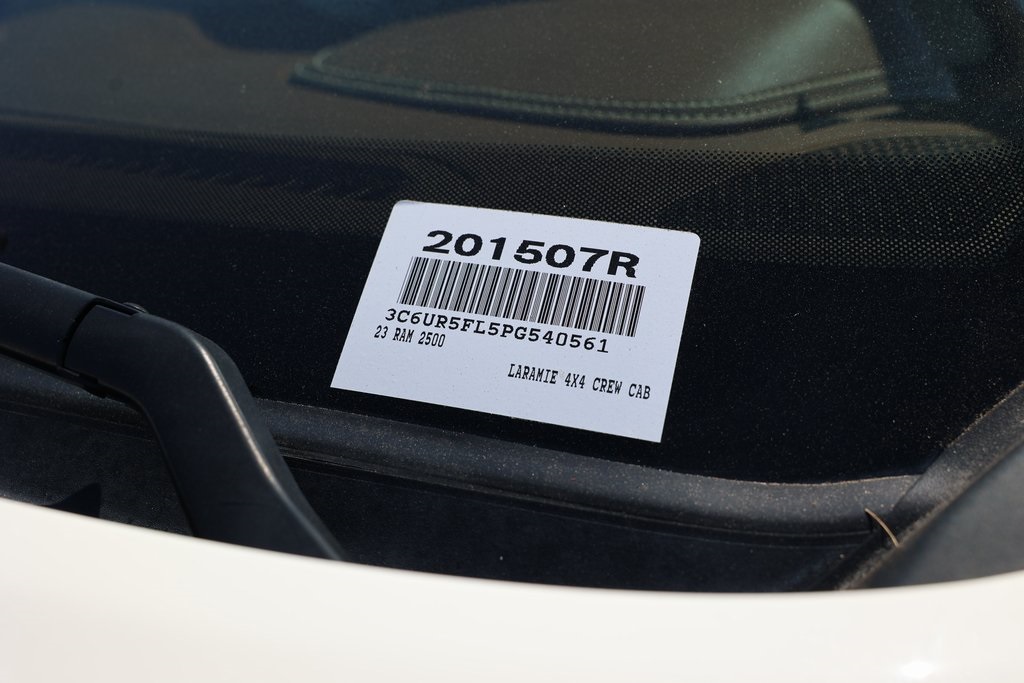 201507R
3C6UR5FL5PG540561
23 RAM 2500
LARAMIE 4X4 CREW CAB